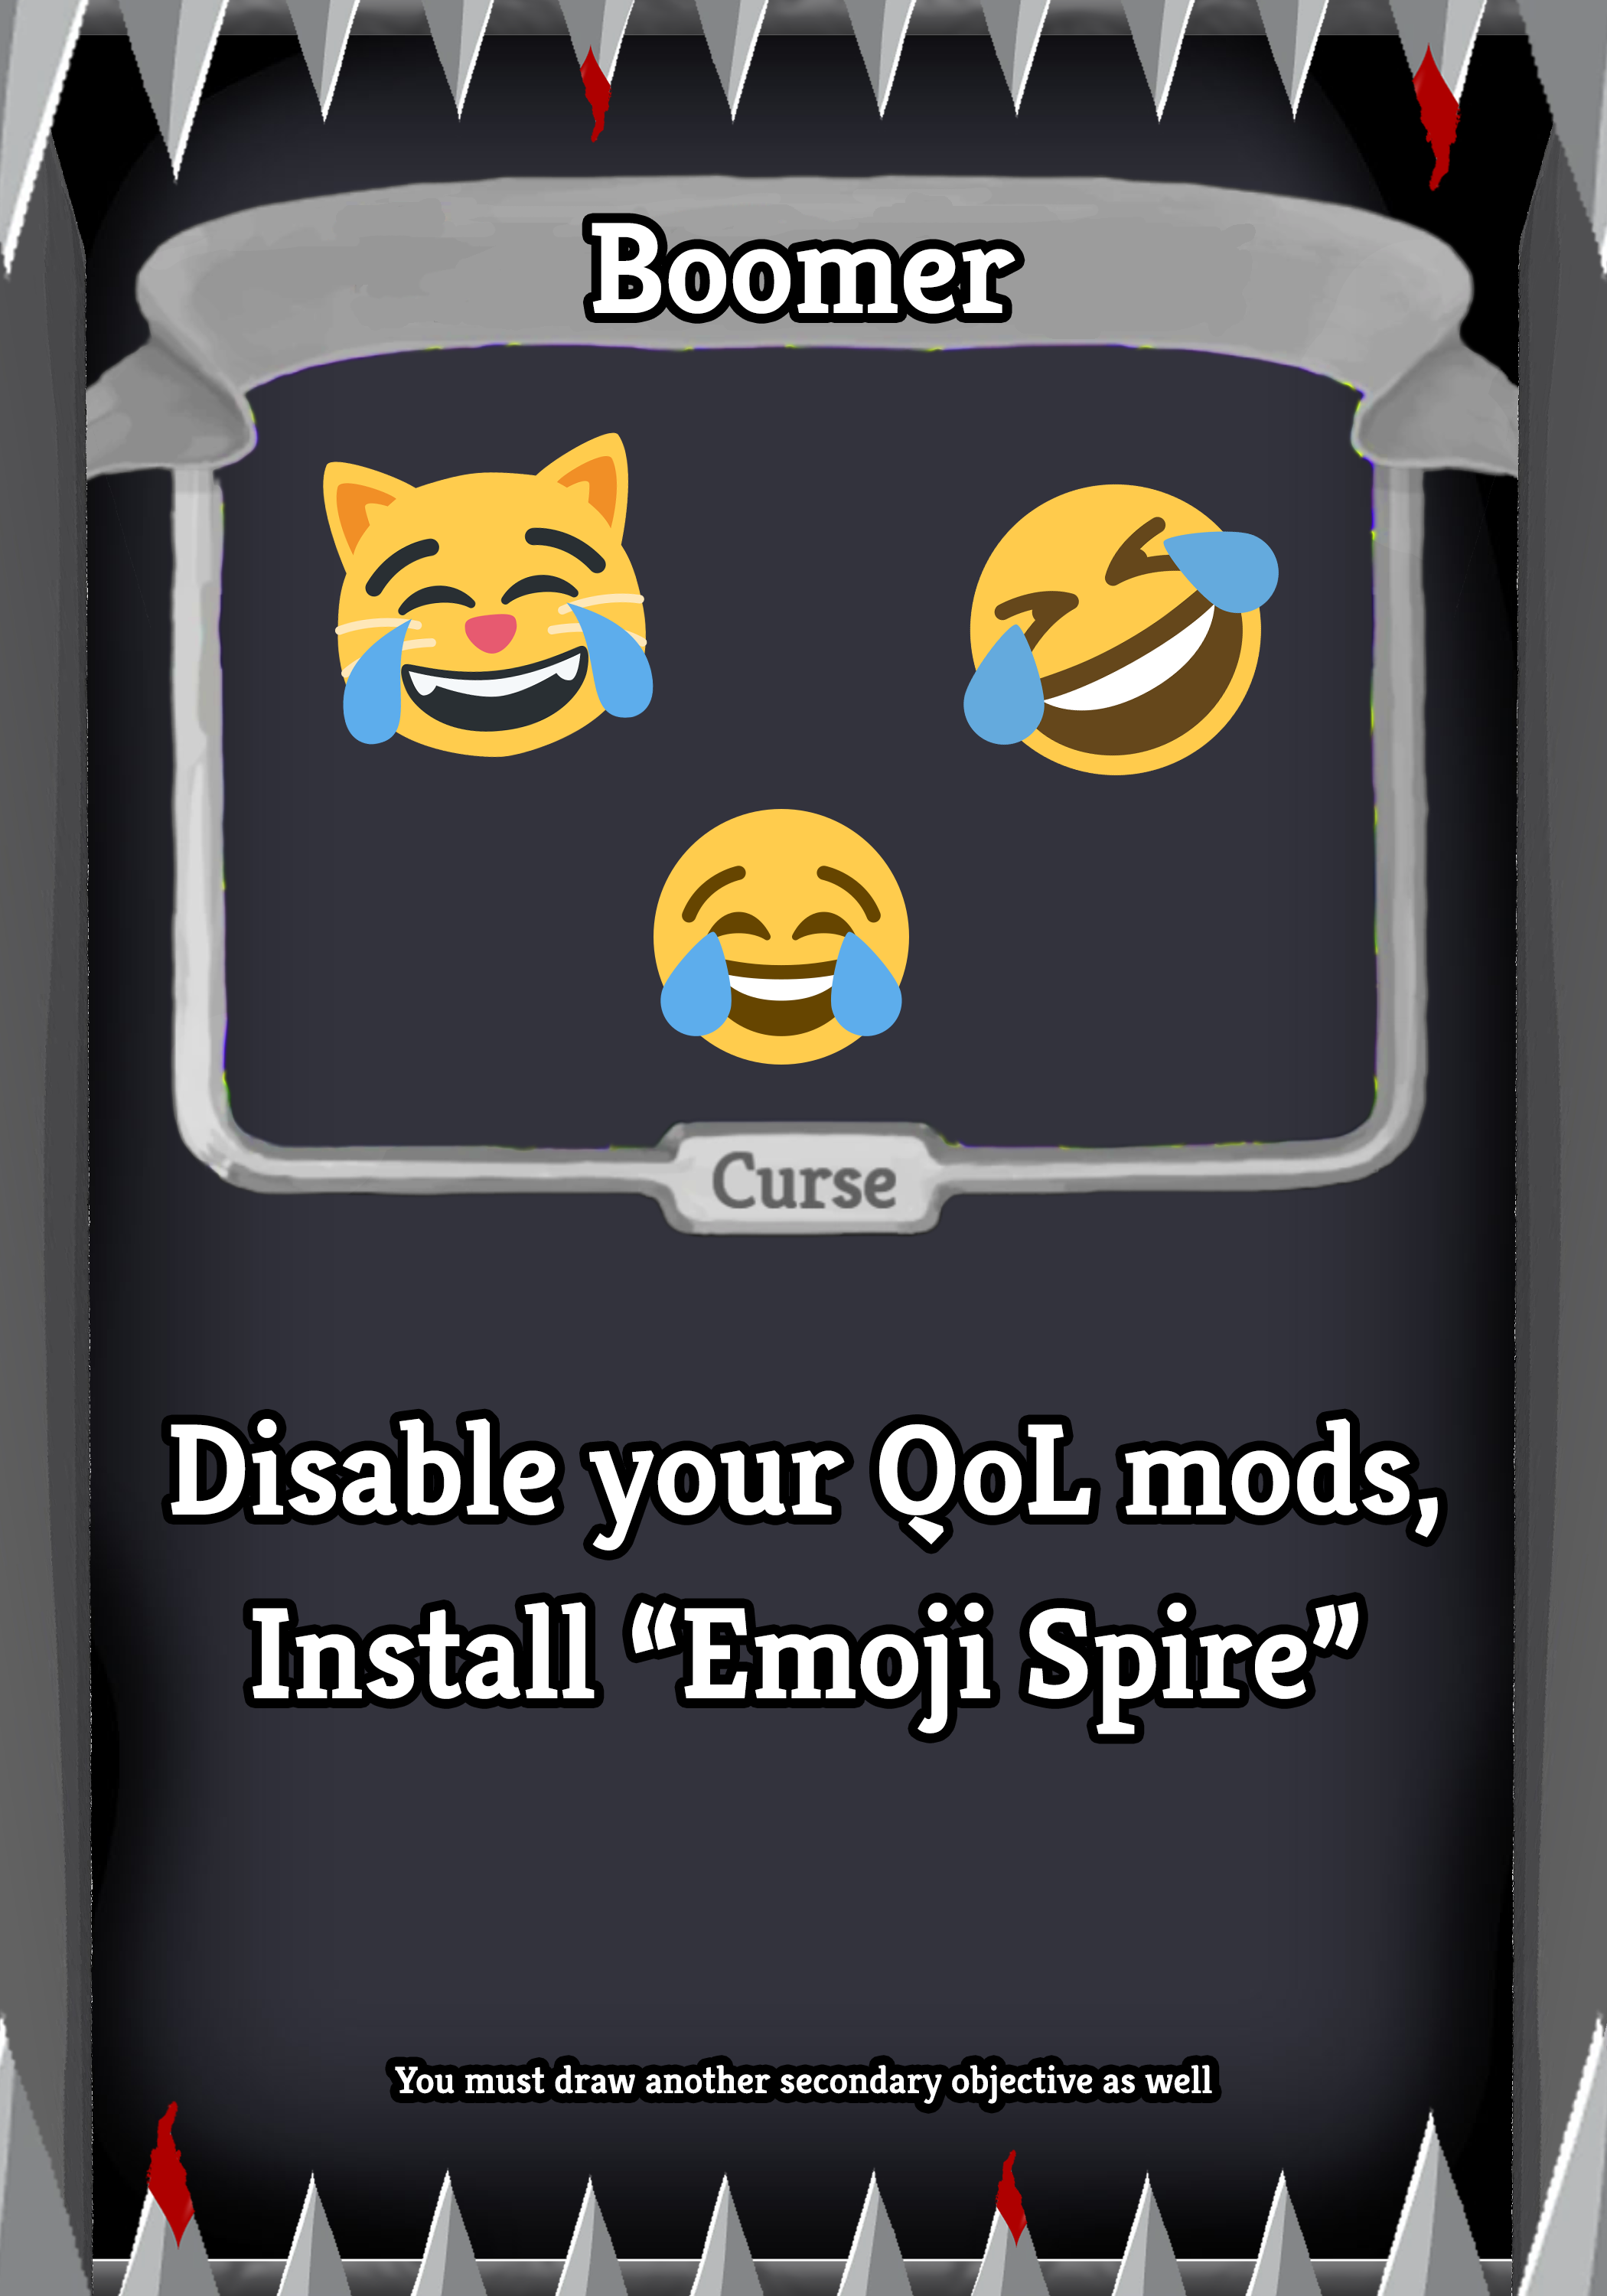 Boomer
Curse
Disable your QoL mods,
Install “Emoji Spire”
You must draw another secondary objective as well